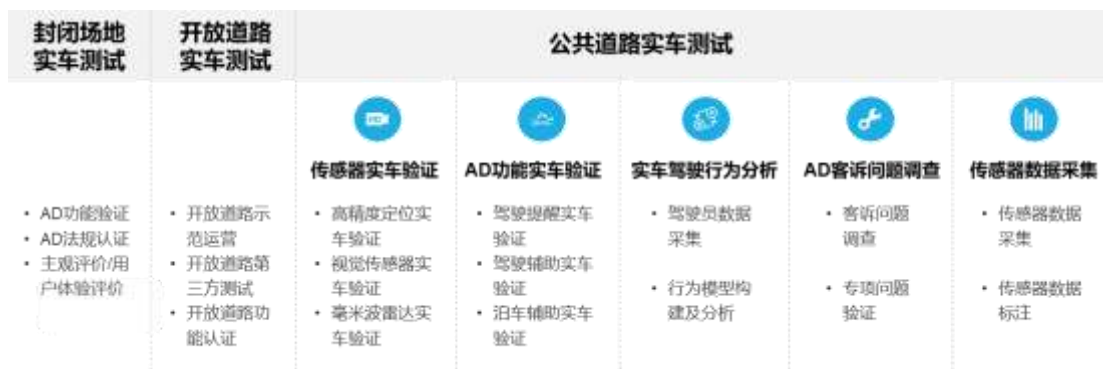 封闭场地
实车测试
开放道路
实车测试
公共道路实车测试
传感器实车验证
AD功能实车验证
实车驾驶行为分析
AD客诉问题调查
传感器数据采集
• AD功能验证
• AD法规认证
• 主观评价/用
户体验评价
• 开放道路示
范运营
• 开放道路第
三方测试
• 开放道路功
能认证
• 高精度定位实
车验证
• 视觉传感器实
车验证
• 毫米波雷达实
车验证
• 驾驶提醒实车
验证
• 驾驶辅助实车
验证
• 泊车辅助实车
验证
• 驾驶员数据
采集
• 行为模型构
建及分析
• 客诉问题
调查
• 专项问题
验证
• 传感器数据
采集
• 传感器数据
标注